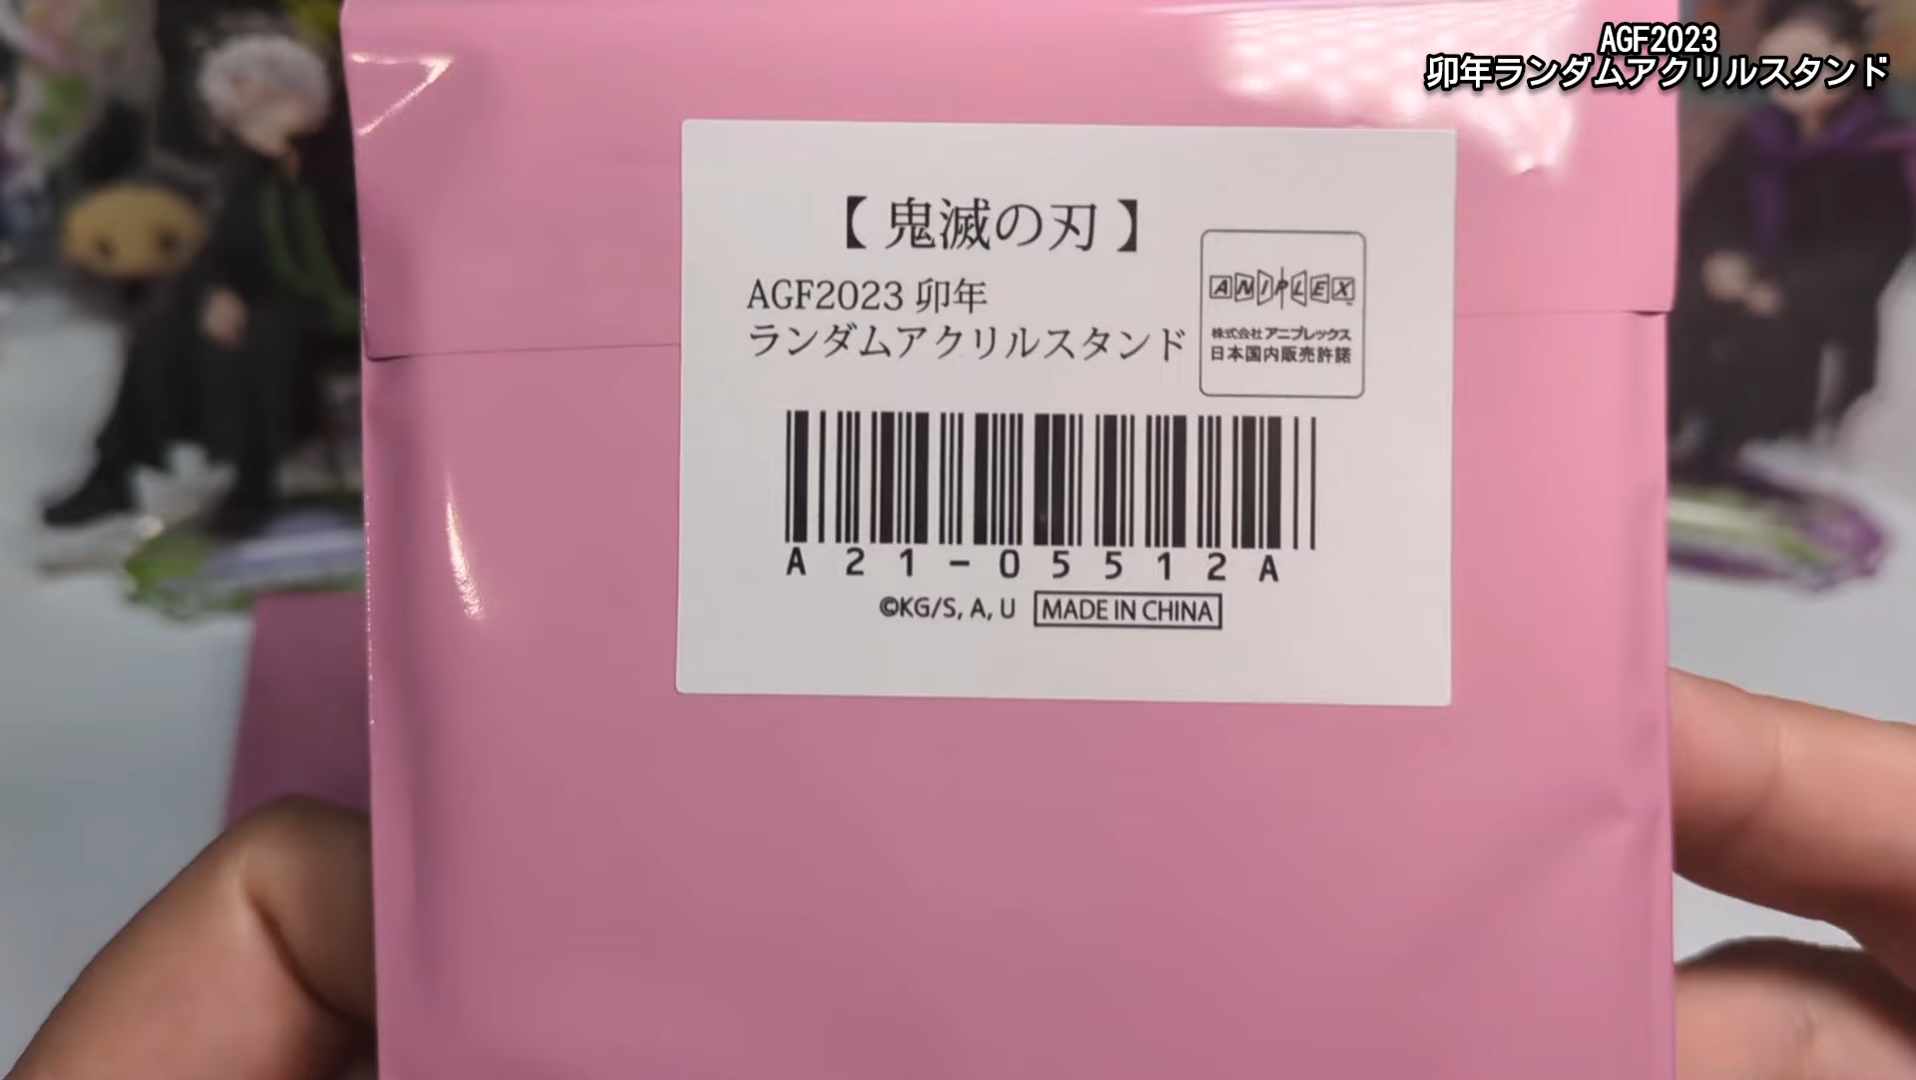 AGF2023
卯年ランダムアクリルスタンド
【 鬼滅の刃 】
AGF2023 卯年
ランダムアクリルスタンド
ANIPLEX
株式会社アニプレックス
日本国内販売許諾
A21-05512A
©KG/S, A, U MADE IN CHINA